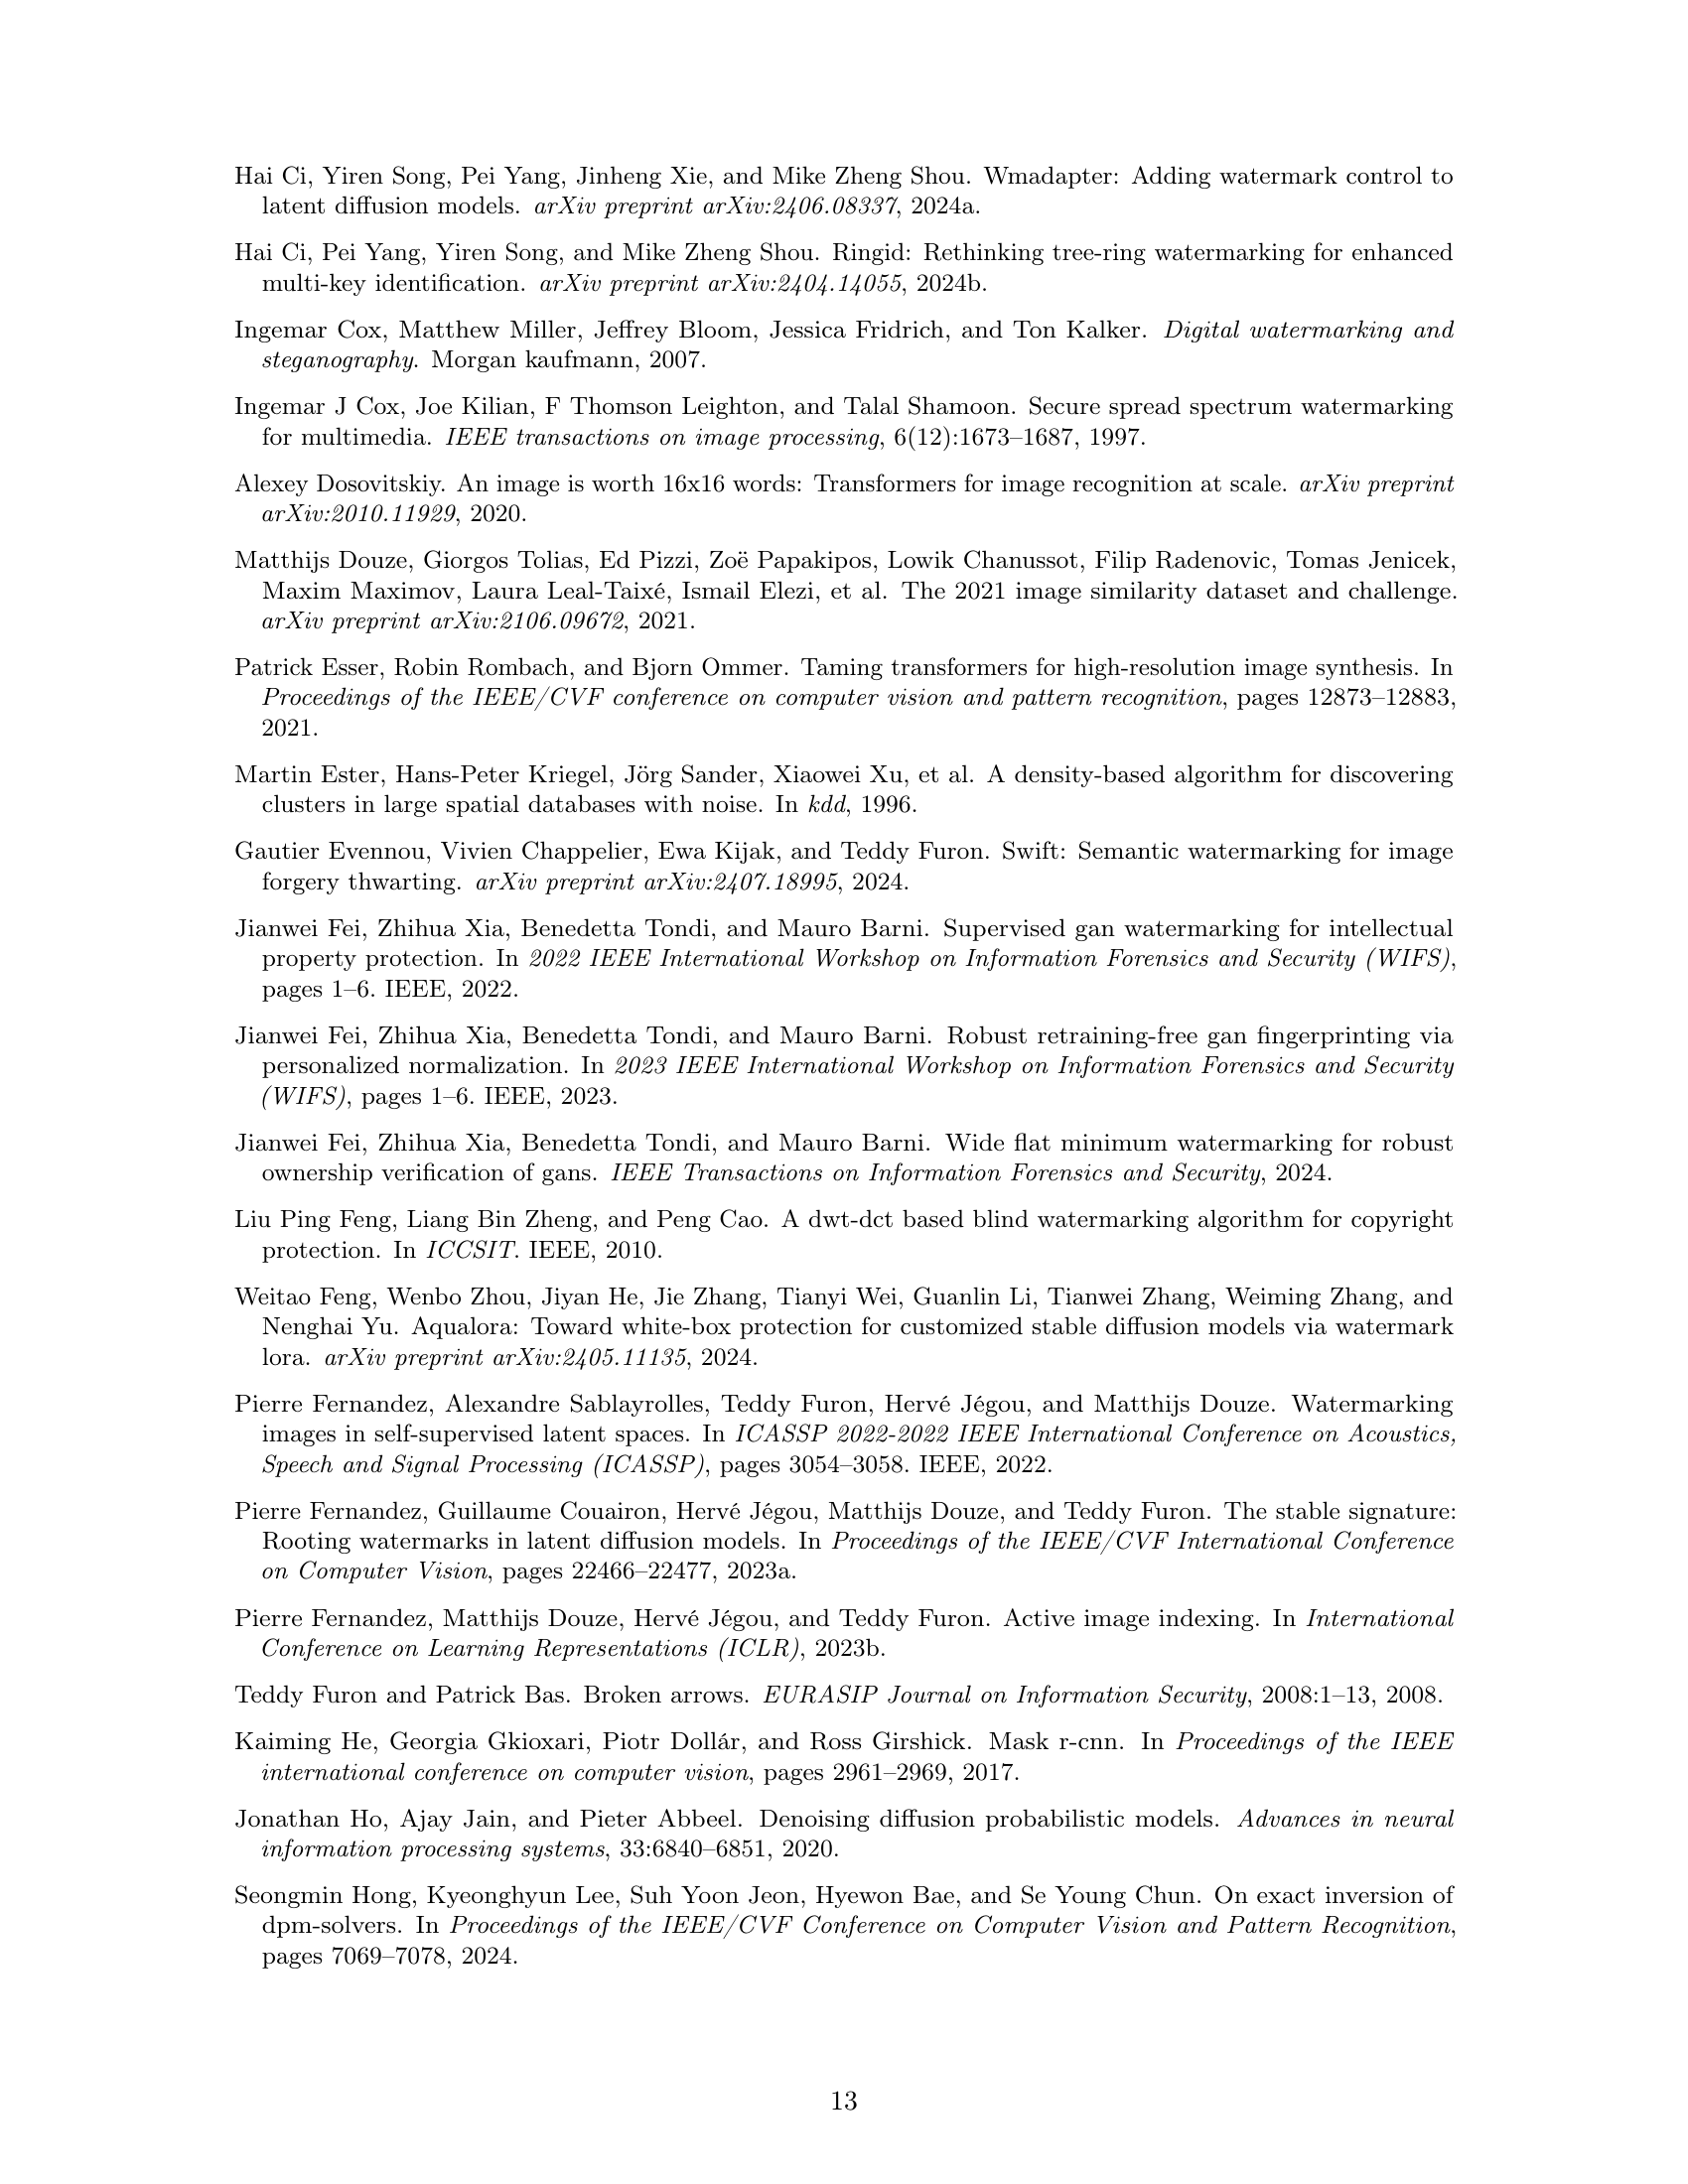 Hai Ci, Yiren Song, Pei Yang, Jinheng Xie, and Mike Zheng Shou. Wmadapter: Adding watermark control to
latent diffusion models. arXiv preprint arXiv:2406.08337, 2024a.
Hai Ci, Pei Yang, Yiren Song, and Mike Zheng Shou. Ringid: Rethinking tree-ring watermarking for enhanced
multi-key identification. arXiv preprint arXiv:2404.14055, 2024b.
Ingemar Cox, Matthew Miller, Jeffrey Bloom, Jessica Fridrich, and Ton Kalker. Digital watermarking and
steganography. Morgan kaufmann, 2007.
Ingemar J Cox, Joe Kilian, F Thomson Leighton, and Talal Shamoon. Secure spread spectrum watermarking
for multimedia. IEEE transactions on image processing, 6(12):1673–1687, 1997.
Alexey Dosovitskiy. An image is worth 16x16 words: Transformers for image recognition at scale. arXiv preprint
arXiv:2010.11929, 2020.
Matthijs Douze, Giorgos Tolias, Ed Pizzi, Zoë Papakipos, Lowik Chanussot, Filip Radenovic, Tomas Jenicek,
Maxim Maximov, Laura Leal-Taixé, Ismail Elezi, et al. The 2021 image similarity dataset and challenge.
arXiv preprint arXiv:2106.09672, 2021.
Patrick Esser, Robin Rombach, and Bjorn Ommer. Taming transformers for high-resolution image synthesis. In
Proceedings of the IEEE/CVF conference on computer vision and pattern recognition, pages 12873–12883,
2021.
Martin Ester, Hans-Peter Kriegel, Jörg Sander, Xiaowei Xu, et al. A density-based algorithm for discovering
clusters in large spatial databases with noise. In kdd, 1996.
Gautier Evennou, Vivien Chappelier, Ewa Kijak, and Teddy Furon. Swift: Semantic watermarking for image
forgery thwarting. arXiv preprint arXiv:2407.18995, 2024.
Jianwei Fei, Zhihua Xia, Benedetta Tondi, and Mauro Barni. Supervised gan watermarking for intellectual
property protection. In 2022 IEEE International Workshop on Information Forensics and Security (WIFS),
pages 1–6. IEEE, 2022.
Jianwei Fei, Zhihua Xia, Benedetta Tondi, and Mauro Barni. Robust retraining-free gan fingerprinting via
personalized normalization. In 2023 IEEE International Workshop on Information Forensics and Security
(WIFS), pages 1–6. IEEE, 2023.
Jianwei Fei, Zhihua Xia, Benedetta Tondi, and Mauro Barni. Wide flat minimum watermarking for robust
ownership verification of gans. IEEE Transactions on Information Forensics and Security, 2024.
Liu Ping Feng, Liang Bin Zheng, and Peng Cao. A dwt-dct based blind watermarking algorithm for copyright
protection. In ICCSIT. IEEE, 2010.
Weitao Feng, Wenbo Zhou, Jiyan He, Jie Zhang, Tianyi Wei, Guanlin Li, Tianwei Zhang, Weiming Zhang, and
Nenghai Yu. Aqualora: Toward white-box protection for customized stable diffusion models via watermark
lora. arXiv preprint arXiv:2405.11135, 2024.
Pierre Fernandez, Alexandre Sablayrolles, Teddy Furon, Hervé Jégou, and Matthijs Douze. Watermarking
images in self-supervised latent spaces. In ICASSP 2022-2022 IEEE International Conference on Acoustics,
Speech and Signal Processing (ICASSP), pages 3054–3058. IEEE, 2022.
Pierre Fernandez, Guillaume Couairon, Hervé Jégou, Matthijs Douze, and Teddy Furon. The stable signature:
Rooting watermarks in latent diffusion models. In Proceedings of the IEEE/CVF International Conference
on Computer Vision, pages 22466–22477, 2023a.
Pierre Fernandez, Matthijs Douze, Hervé Jégou, and Teddy Furon. Active image indexing. In International
Conference on Learning Representations (ICLR), 2023b.
Teddy Furon and Patrick Bas. Broken arrows. EURASIP Journal on Information Security, 2008:1–13, 2008.
Kaiming He, Georgia Gkioxari, Piotr Dollár, and Ross Girshick. Mask r-cnn. In Proceedings of the IEEE
international conference on computer vision, pages 2961–2969, 2017.
Jonathan Ho, Ajay Jain, and Pieter Abbeel. Denoising diffusion probabilistic models. Advances in neural
information processing systems, 33:6840–6851, 2020.
Seongmin Hong, Kyeonghyun Lee, Suh Yoon Jeon, Hyewon Bae, and Se Young Chun. On exact inversion of
dpm-solvers. In Proceedings of the IEEE/CVF Conference on Computer Vision and Pattern Recognition,
pages 7069–7078, 2024.
13